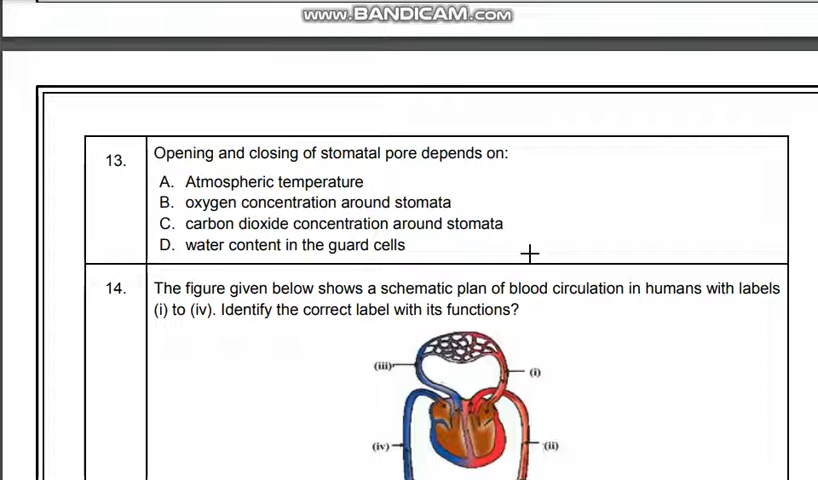 www.BANDICAM.com
13.
Opening and closing of stomatal pore depends on:
A. Atmospheric temperature
B. oxygen concentration around stomata
C. carbon dioxide concentration around stomata
D. water content in the guard cells
14.
The figure given below shows a schematic plan of blood circulation in humans with labels
(i) to (iv). Identify the correct label with its functions?
(iii)
(i)
(iv)
(ii)